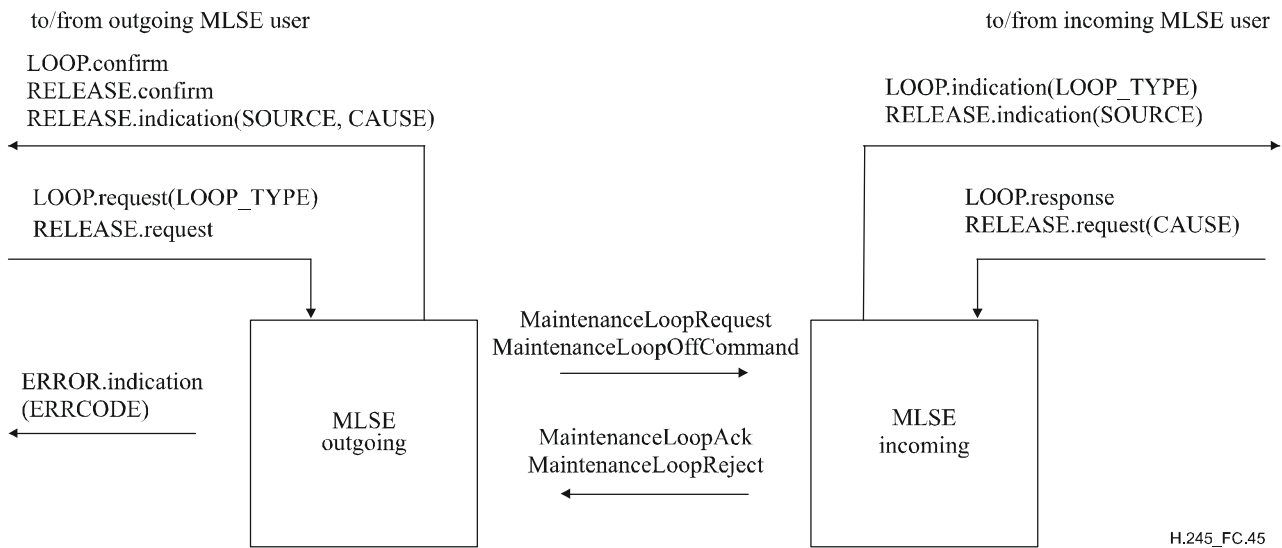 to/from outgoing MLSE user
to/from incoming MLSE user
LOOP.confirm
RELEASE.confirm
RELEASE.indication(SOURCE, CAUSE)
LOOP.indication(LOOP_TYPE)
RELEASE.indication(SOURCE)
LOOP.request(LOOP_TYPE)
RELEASE.request
LOOP.response
RELEASE.request(CAUSE)
MaintenanceLoopRequest
MaintenanceLoopOffCommand
ERROR.indication
(ERRCODE)
MLSE
outgoing
MaintenanceLoopAck
MaintenanceLoopReject
MLSE
incoming
H.245_FC.45